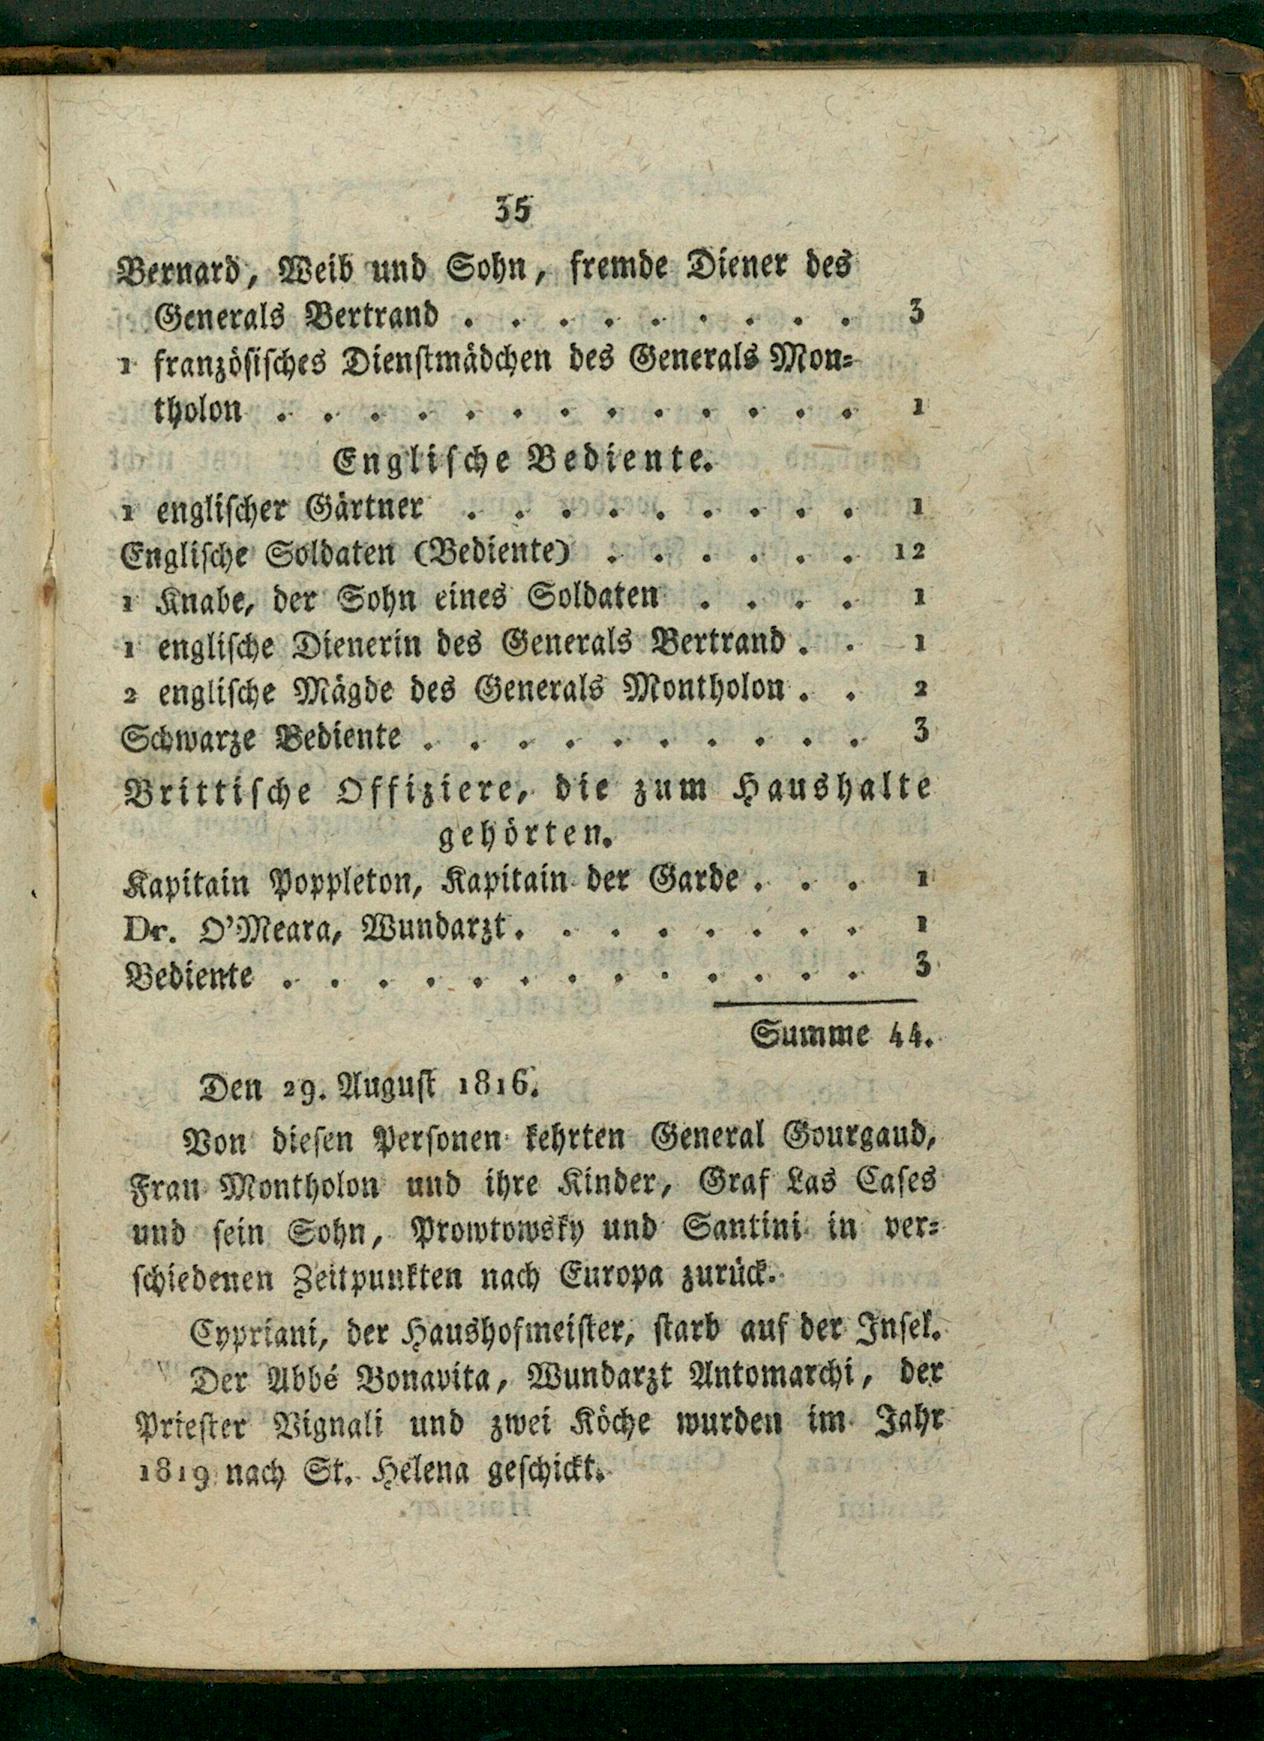 35
Bernard, Weib und Sohn, fremde Diener des
Generals Bertrand . . . . . . . . . 3
1 französisches Dienstmädchen des Generals Mon-
tholon . . . . . . . . . . . . . 1
Englische Bediente.
1 englischer Gärtner . . . . . . . . . 1
Englische Soldaten (Bediente) . . . . . . 12
1 Knabe, der Sohn eines Soldaten . . . . 1
1 englische Dienerin des Generals Bertrand . . 1
2 englische Mägde des Generals Montholon . . 2
Schwarze Bediente . . . . . . . . . . 3
Brittische Offiziere, die zum Haushalte
gehörten.
Kapitain Poppleton, Kapitain der Garde . . . 1
Dr. O'Meara, Wundarzt . . . . . . . . 1
Bediente . . . . . . . . . . . . . 3
Summe 44.
Den 29. August 1816.
Von diesen Personen kehrten General Gourgaud,
Frau Montholon und ihre Kinder, Graf Las Cases
und sein Sohn, Prowtowsky und Santini in ver-
schiedenen Zeitpunkten nach Europa zurück.
Cypriani, der Haushofmeister, starb auf der Insel.
Der Abbé Bonavita, Wundarzt Antomarchi, der
Priester Vignali und zwei Köche wurden im Jahr
1819 nach St. Helena geschickt.